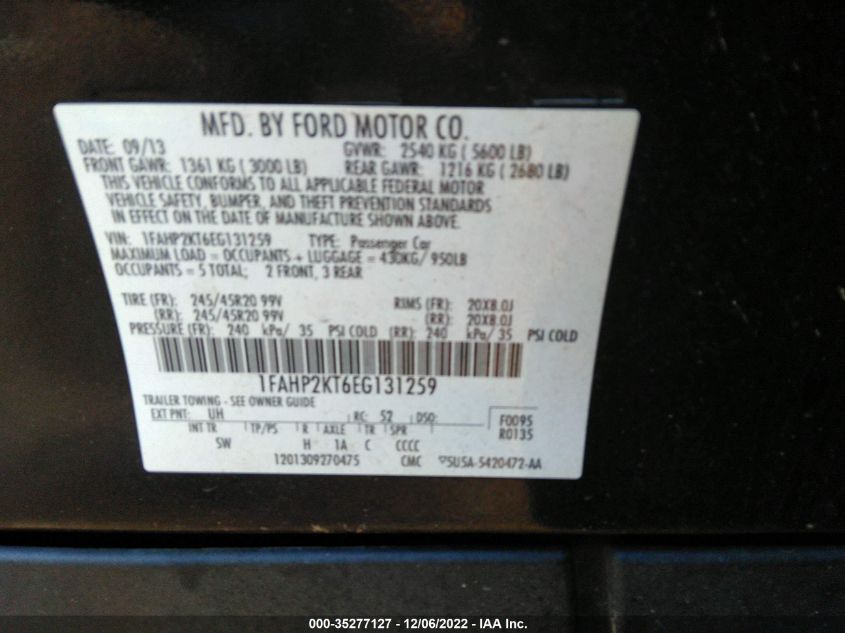 MFD. BY FORD MOTOR CO.
DATE: 09/13 GVWR: 2540 KG ( 5600 LB)
FRONT GAWR: 1361 KG ( 3000 LB) REAR GAWR: 1216 KG ( 2680 LB)
THIS VEHICLE CONFORMS TO ALL APPLICABLE FEDERAL MOTOR
VEHICLE SAFETY, BUMPER, AND THEFT PREVENTION STANDARDS
IN EFFECT ON THE DATE OF MANUFACTURE SHOWN ABOVE.
VIN: 1FAHP2KT6EG131259 TYPE: Passenger Car
MAXIMUM LOAD = OCCUPANTS + LUGGAGE = 430KG/ 950LB
OCCUPANTS = 5 TOTAL; 2 FRONT, 3 REAR
TIRE (FR): 245/45R20 99V RIMS (FR): 20X8.0J
(RR): 245/45R20 99V (RR): 20X8.0J
PRESSURE (FR): 240 kPa/ 35 PSI COLD (RR): 240 kPa/ 35 PSI COLD
1FAHP2KT6EG131259
TRAILER TOWING - SEE OWNER GUIDE
EXT PNT: UH RC: 52 DSO: F0095
INT TR TP/PS R AXLE TR SPR R0135
SW H 1A C CCCC
1201309270475 CMC 5U5A-5420472-AA
000-35277127 - 12/06/2022 - IAA Inc.